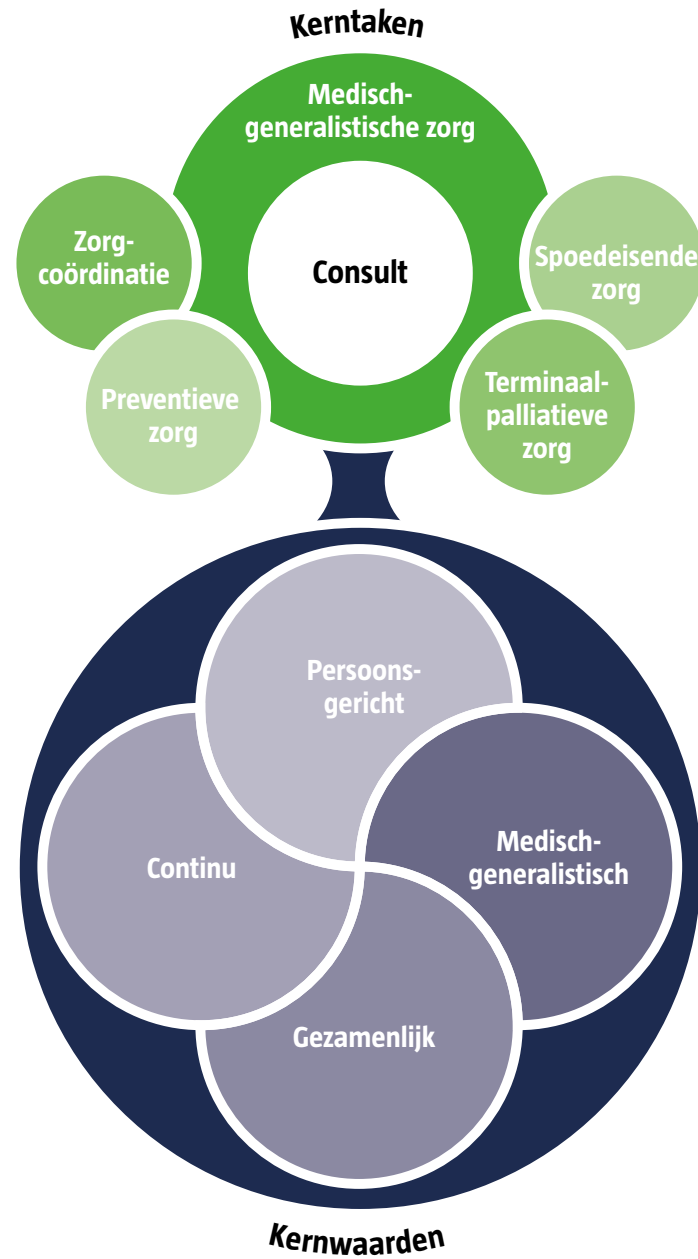 Kerntaken
Medisch-
generalistische zorg
Zorg-
coördinatie
Consult
Spoedeisende
zorg
Preventieve
zorg
Terminaal-
palliatieve
zorg
Persoons-
gericht
Continu
Medisch-
generalistisch
Gezamenlijk
Kernwaarden